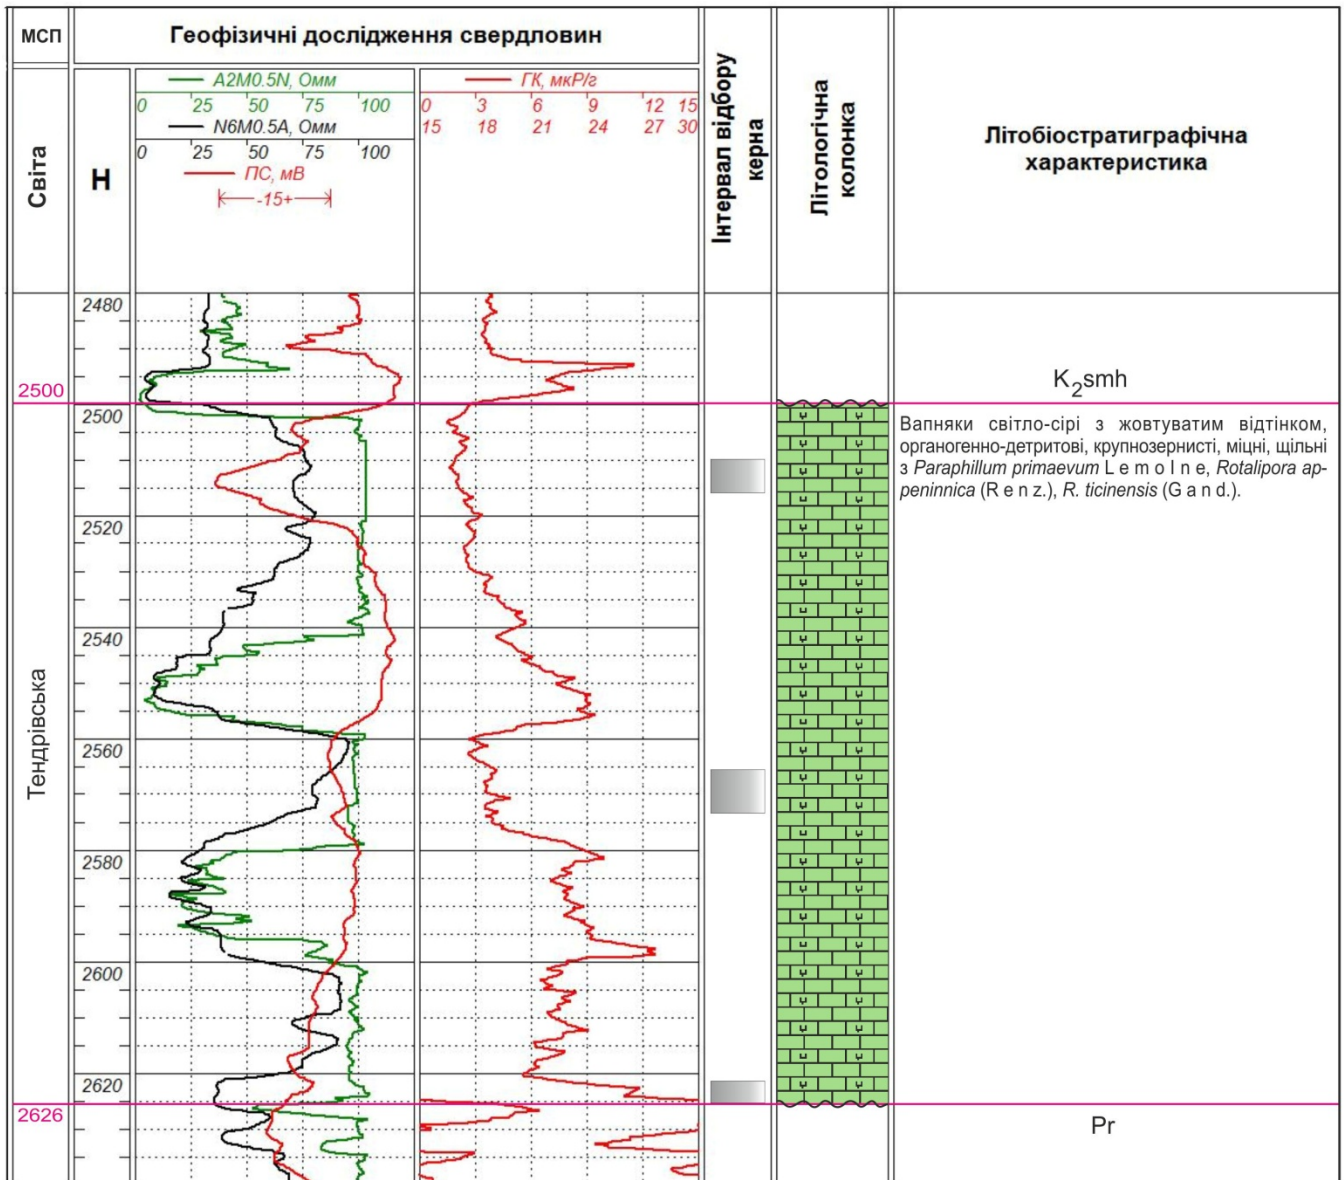 МСП
Геофізичні дослідження свердловин
Світа
Н
A2M0.5N, Омм
0 25 50 75 100
N6M0.5A, Омм
0 25 50 75 100
ПС, мВ
-15+
ГК, мкР/г
0 3 6 9 12 15
15 18 21 24 27 30
Інтервал відбору
керна
Літологічна
колонка
Літобіостратиграфічна
характеристика
2480
2500
K2smh
2500
Вапняки світло-сірі з жовтуватим відтінком,
органогенно-детритові, крупнозернисті, міцні, щільні
з Paraphillum primaevum L e m o l n e, Rotalipora ap-
peninnica (R e n z.), R. ticinensis (G a n d.).
2520
2540
Тендрівська
2560
2580
2600
2620
2626
Pr